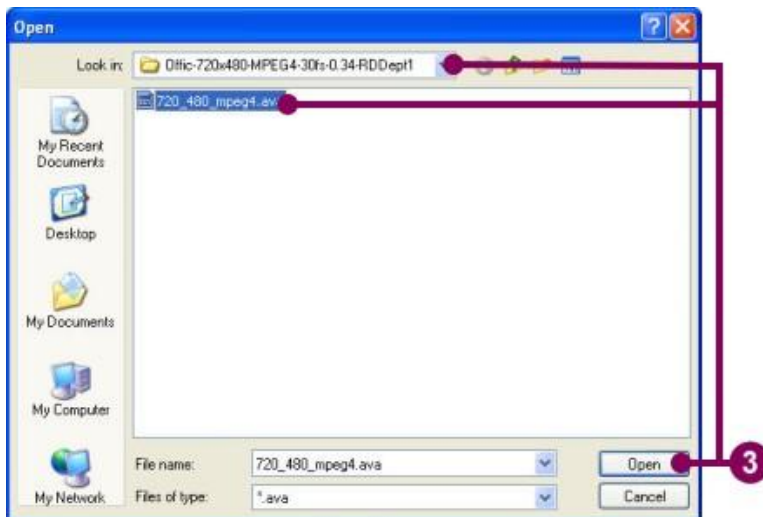 Open
Look in: Offic-720x480-MPEG4-30fs-0.34-RDDept1
720_480_mpeg4.ava
My Recent
Documents
Desktop
My Documents
My Computer
My Network
File name: 720_480_mpeg4.ava Open
3
Files of type: *.ava Cancel